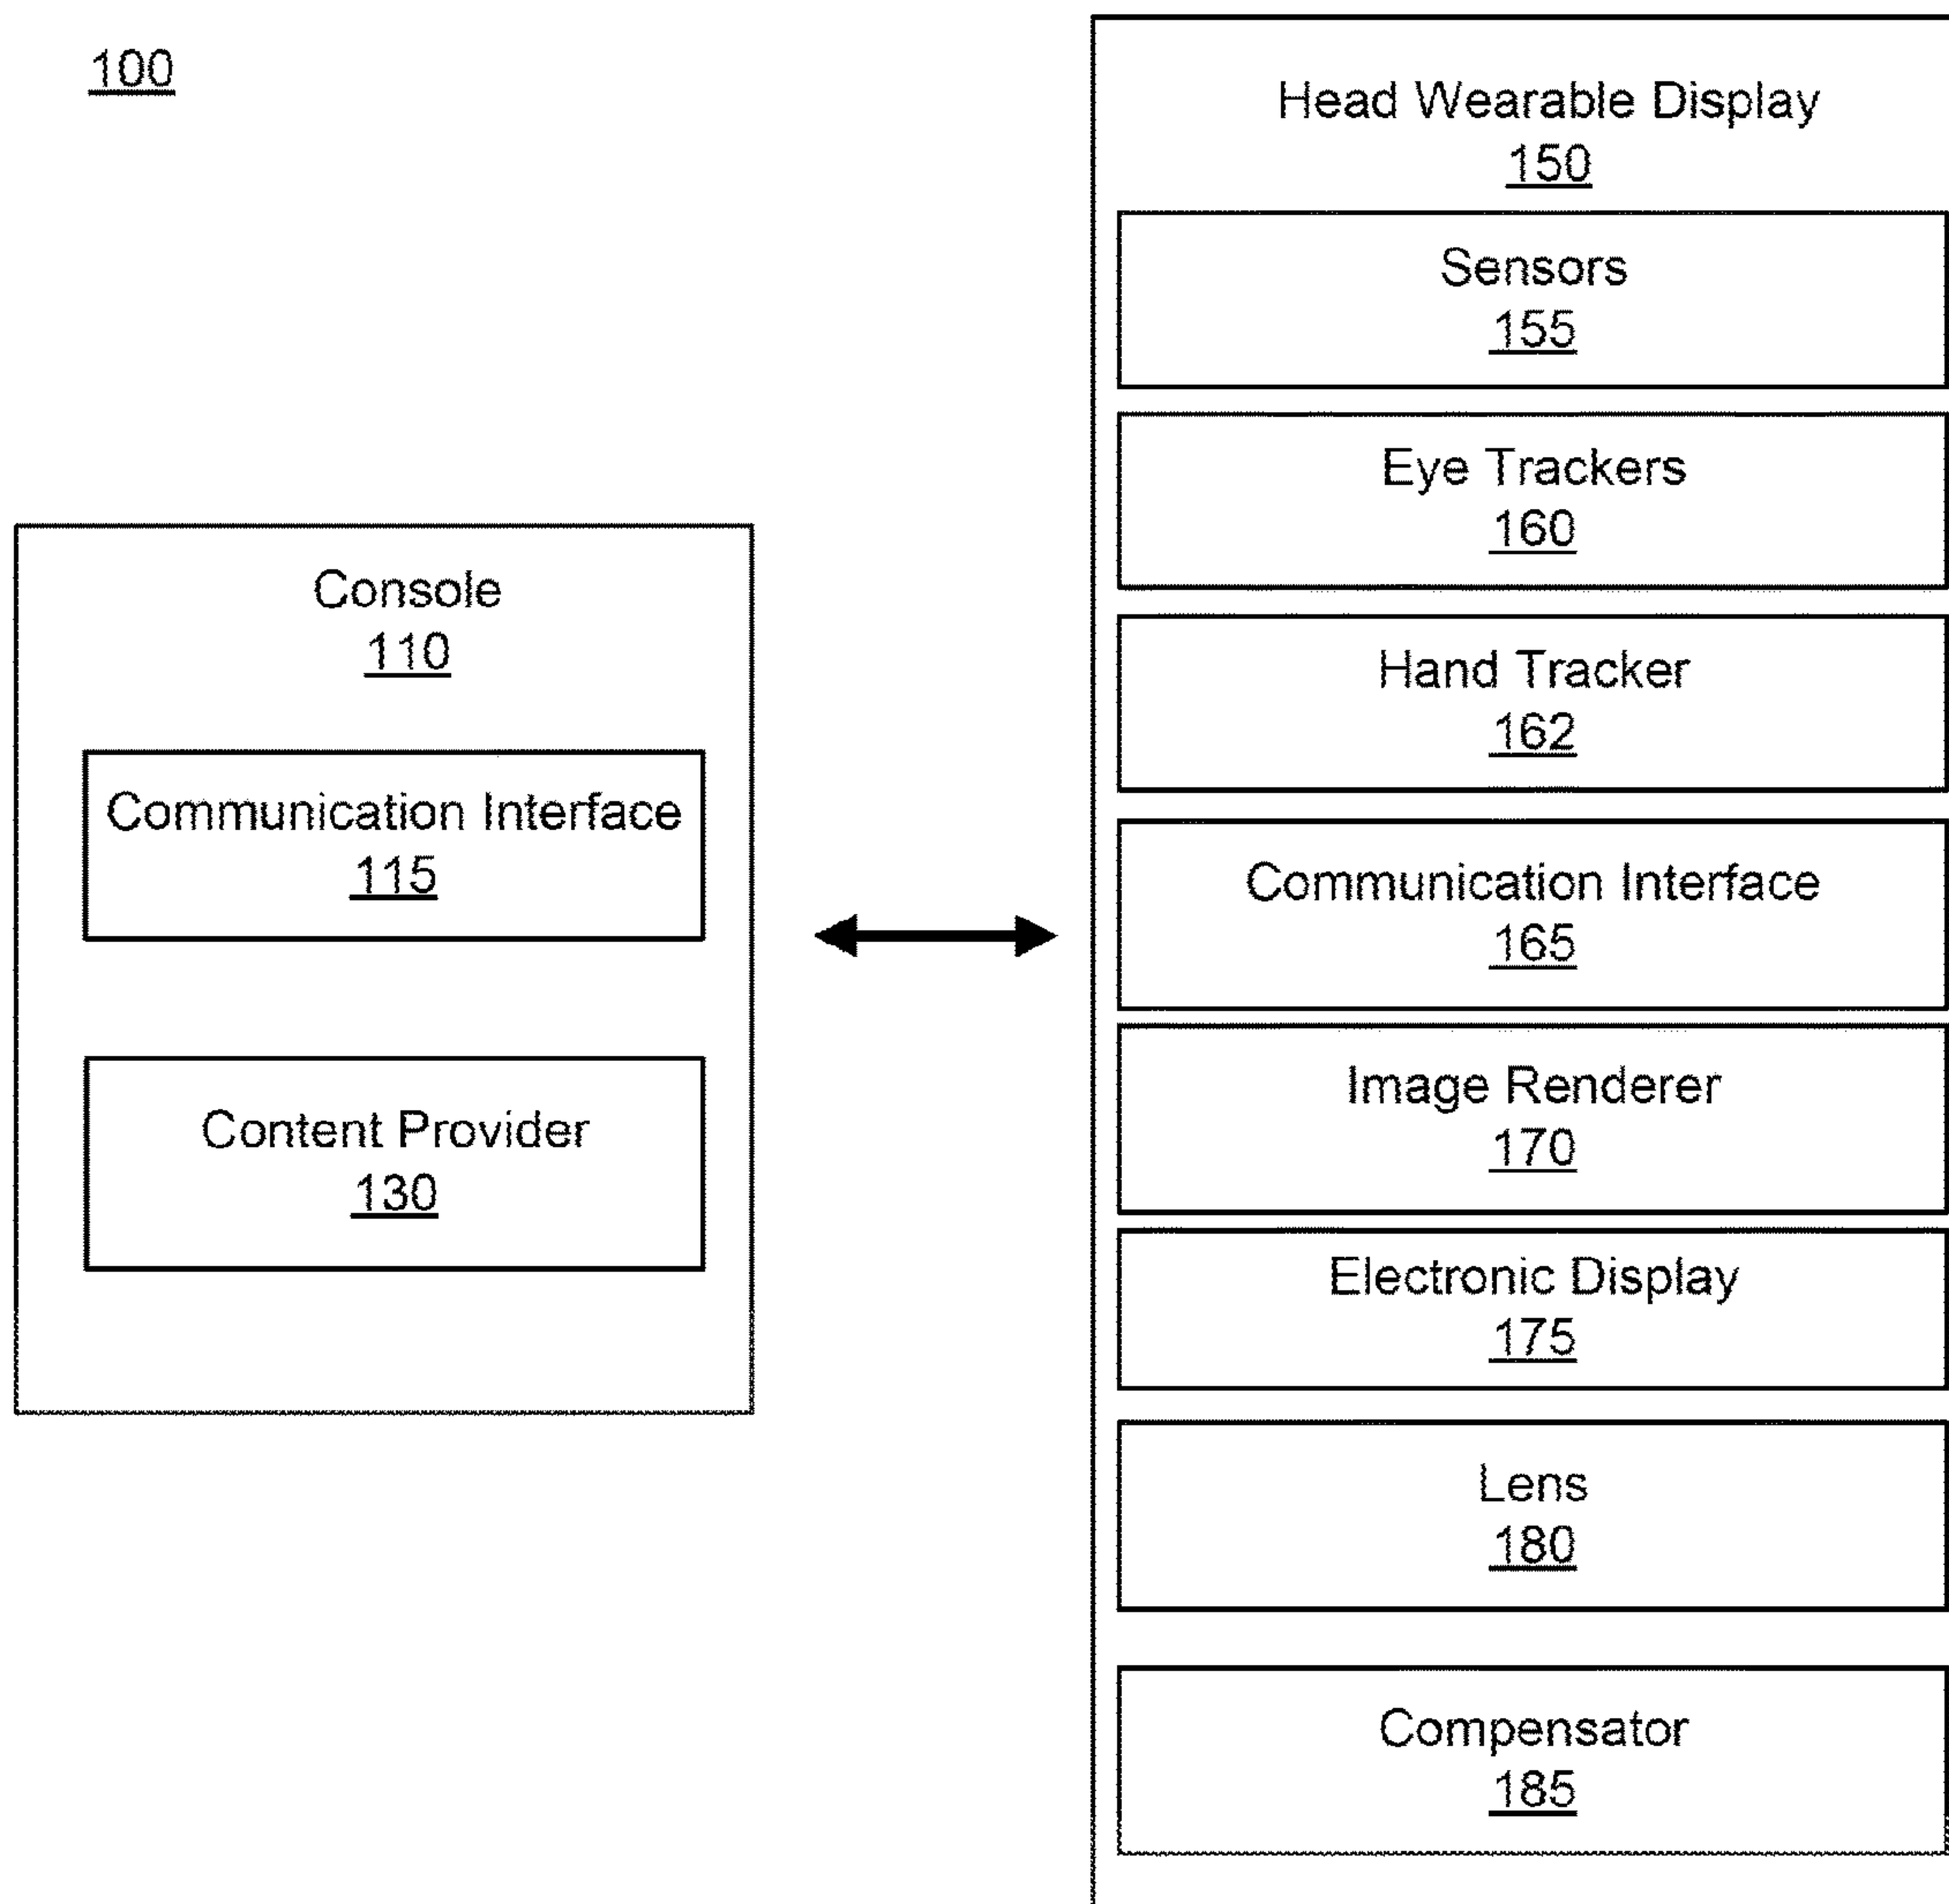 100
Console
110
Communication Interface
115
Content Provider
130
Head Wearable Display
150
Sensors
155
Eye Trackers
160
Hand Tracker
162
Communication Interface
165
Image Renderer
170
Electronic Display
175
Lens
180
Compensator
185